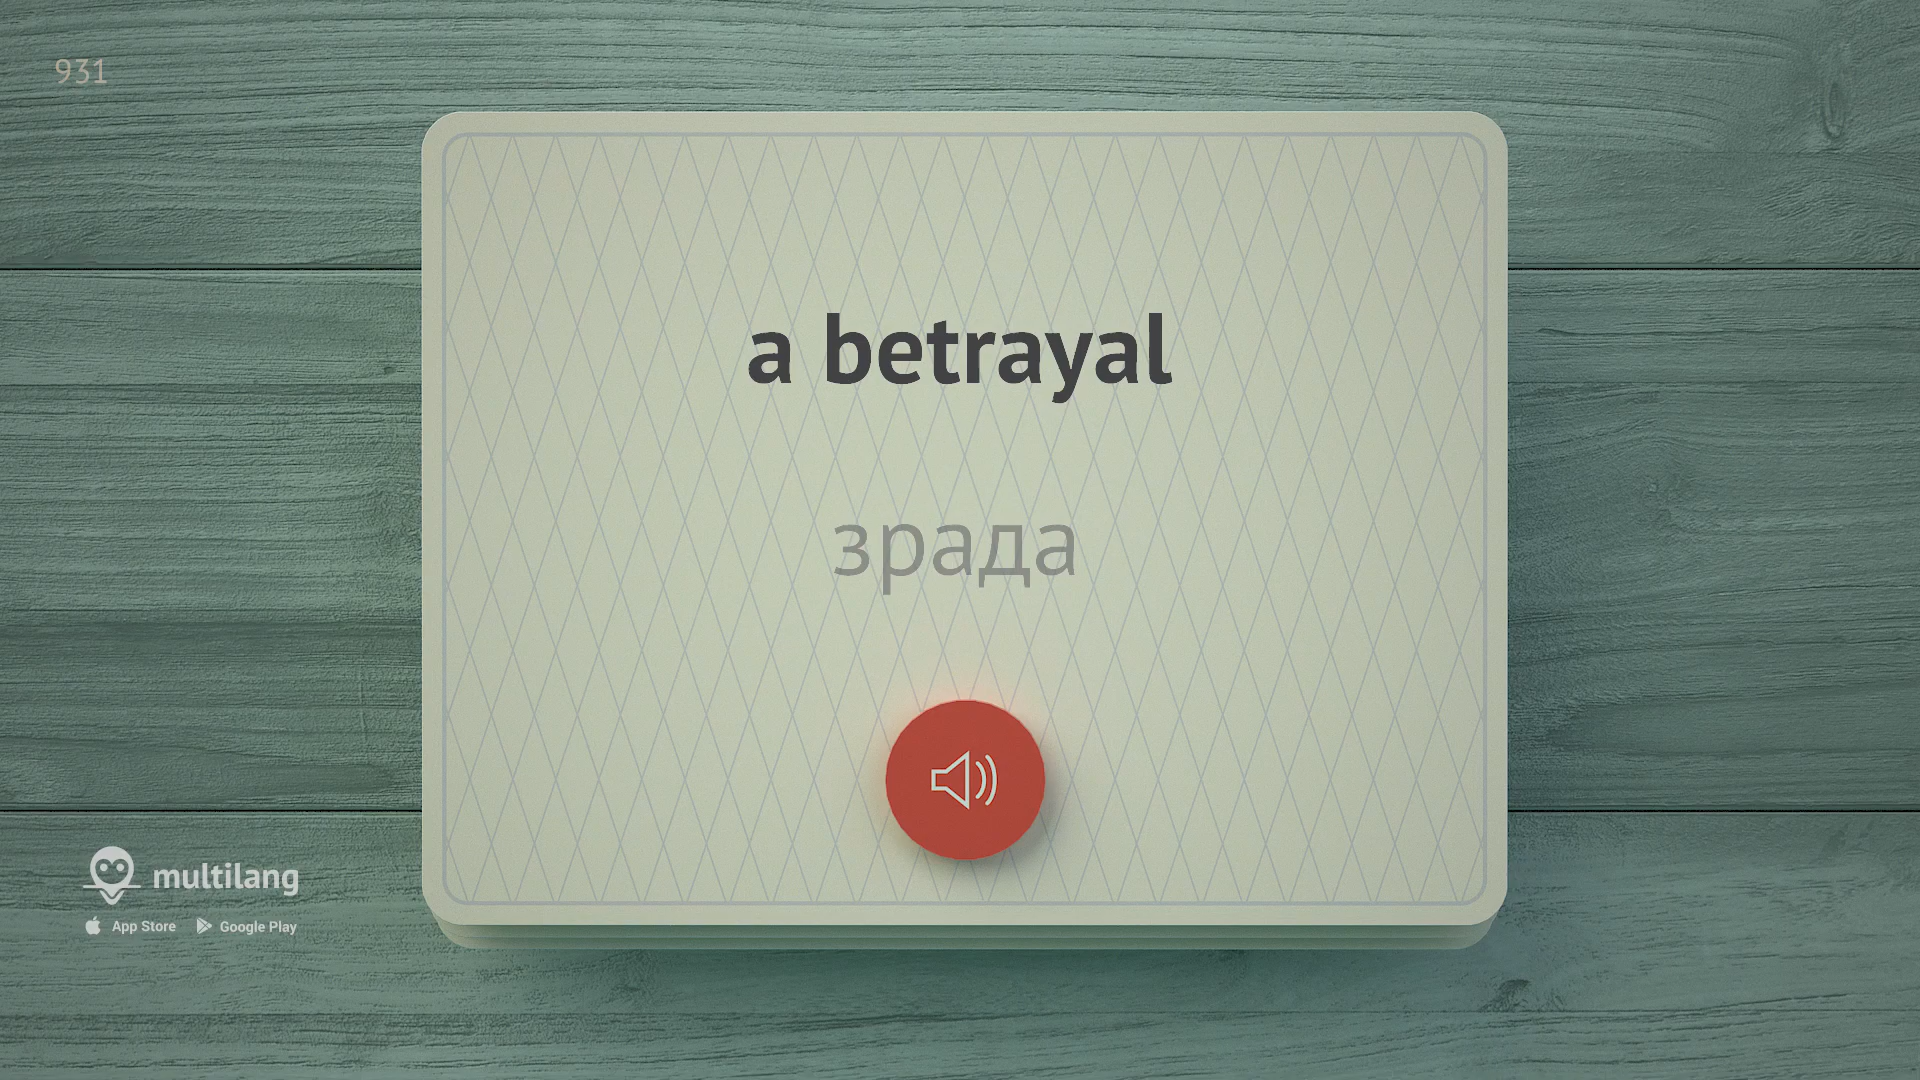 931
a betrayal
зрада
multilang
App Store Google Play